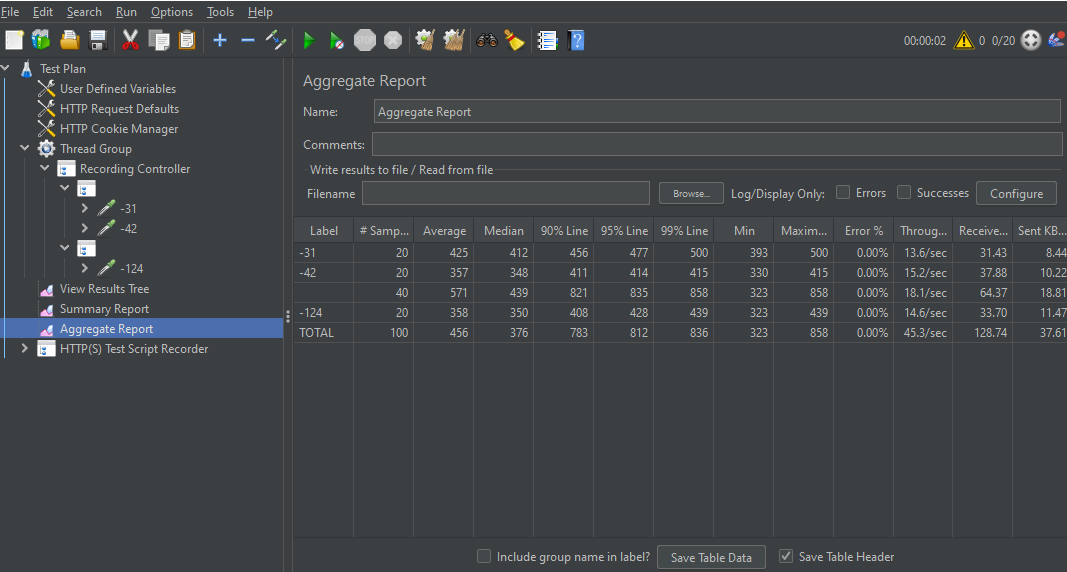 File Edit Search Run Options Tools Help
00:00:02 0 0/20
Test Plan
User Defined Variables
HTTP Request Defaults
HTTP Cookie Manager
Thread Group
Recording Controller
-31
-42
-124
View Results Tree
Summary Report
Aggregate Report
HTTP(S) Test Script Recorder
Aggregate Report
Name: Aggregate Report
Comments:
Write results to file / Read from file
Filename Browse... Log/Display Only: Errors Successes Configure
Label # Samp... Average Median 90% Line 95% Line 99% Line Min Maxim... Error % Throug... Receive... Sent KB...
-31 20 425 412 456 477 500 393 500 0.00% 13.6/sec 31.43 8.44
-42 20 357 348 411 414 415 330 415 0.00% 15.2/sec 37.88 10.22
40 571 439 821 835 858 323 858 0.00% 18.1/sec 64.37 18.81
-124 20 358 350 408 428 439 323 439 0.00% 14.6/sec 33.70 11.47
TOTAL 100 456 376 783 812 836 323 858 0.00% 45.3/sec 128.74 37.61
Include group name in label? Save Table Data Save Table Header